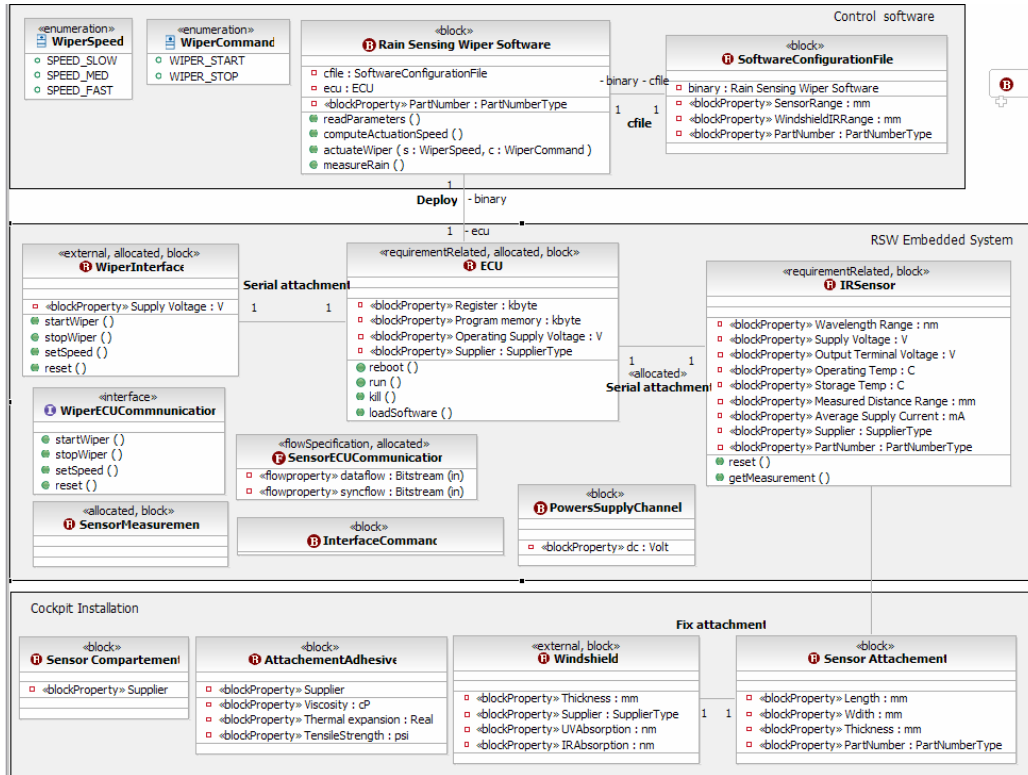 Control software
«enumeration»
WiperSpeed
SPEED_SLOW
SPEED_MED
SPEED_FAST
«enumeration»
WiperCommand
WIPER_START
WIPER_STOP
«block»
Rain Sensing Wiper Software
cfile : SoftwareConfigurationFile
ecu : ECU
«blockProperty» PartNumber : PartNumberType
readParameters ( )
computeActuationSpeed ( )
actuateWiper ( s : WiperSpeed, c : WiperCommand )
measureRain ( )
- binary - cfile
1 1
cfile
«block»
SoftwareConfigurationFile
binary : Rain Sensing Wiper Software
«blockProperty» SensorRange : mm
«blockProperty» WindshieldIRRange : mm
«blockProperty» PartNumber : PartNumberType
B
1
Deploy - binary
1 - ecu
RSW Embedded System
«external, allocated, block»
WiperInterface
«blockProperty» Supply Voltage : V
startWiper ( )
stopWiper ( )
setSpeed ( )
reset ( )
Serial attachment
1 1
«requirementRelated, allocated, block»
ECU
«blockProperty» Register : kbyte
«blockProperty» Program memory : kbyte
«blockProperty» Operating Supply Voltage : V
«blockProperty» Supplier : SupplierType
reboot ( )
run ( )
kill ( )
loadSoftware ( )
1 1
«allocated»
Serial attachment
«requirementRelated, block»
IRSensor
«blockProperty» Wavelength Range : nm
«blockProperty» Supply Voltage : V
«blockProperty» Output Terminal Voltage : V
«blockProperty» Operating Temp : C
«blockProperty» Storage Temp : C
«blockProperty» Measured Distance Range : mm
«blockProperty» Average Supply Current : mA
«blockProperty» Supplier : SupplierType
«blockProperty» PartNumber : PartNumberType
reset ( )
getMeasurement ( )
«interface»
WiperECUCommnunication
startWiper ( )
stopWiper ( )
setSpeed ( )
reset ( )
«flowSpecification, allocated»
SensorECUCommunication
«flowproperty» dataflow : Bitstream (in)
«flowproperty» syncflow : Bitstream (in)
«allocated, block»
SensorMeasuremen
«block»
InterfaceCommand
«block»
PowersSupplyChannel
«blockProperty» dc : Volt
Cockpit Installation
«block»
Sensor Compartement
«blockProperty» Supplier
«block»
AttachementAdhesive
«blockProperty» Supplier
«blockProperty» Viscosity : cP
«blockProperty» Thermal expansion : Real
«blockProperty» TensileStrength : psi
«external, block»
Windshield
«blockProperty» Thickness : mm
«blockProperty» Supplier : SupplierType
«blockProperty» UVAbsorption : nm
«blockProperty» IRAbsorption : nm
Fix attachment
1 1
«block»
Sensor Attachement
«blockProperty» Length : mm
«blockProperty» Wdith : mm
«blockProperty» Thickness : mm
«blockProperty» PartNumber : PartNumberType